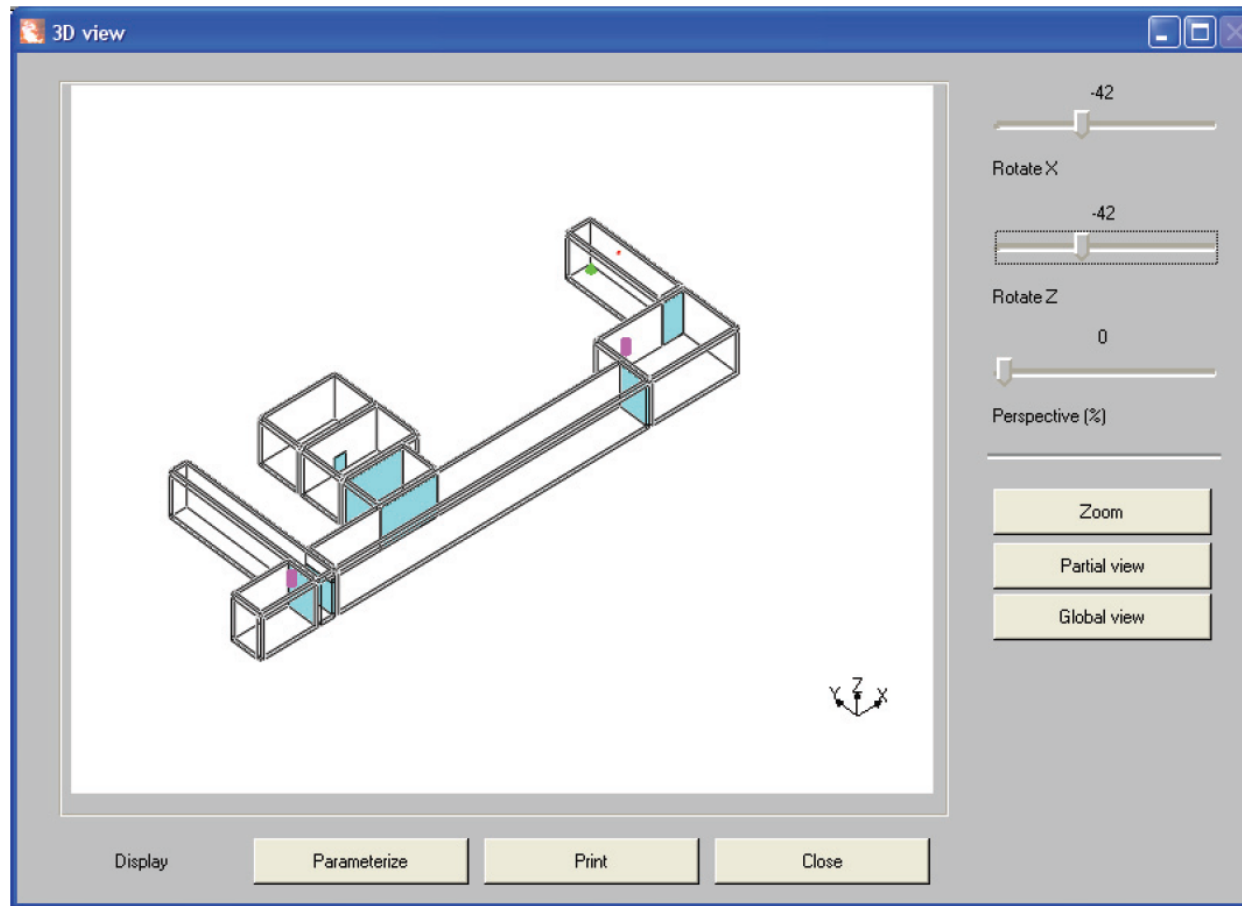 3D view
-42
Rotate X
-42
Rotate Z
0
Perspective (%)
Zoom
Partial view
Global view
Y Z X
Display Parameterize Print Close